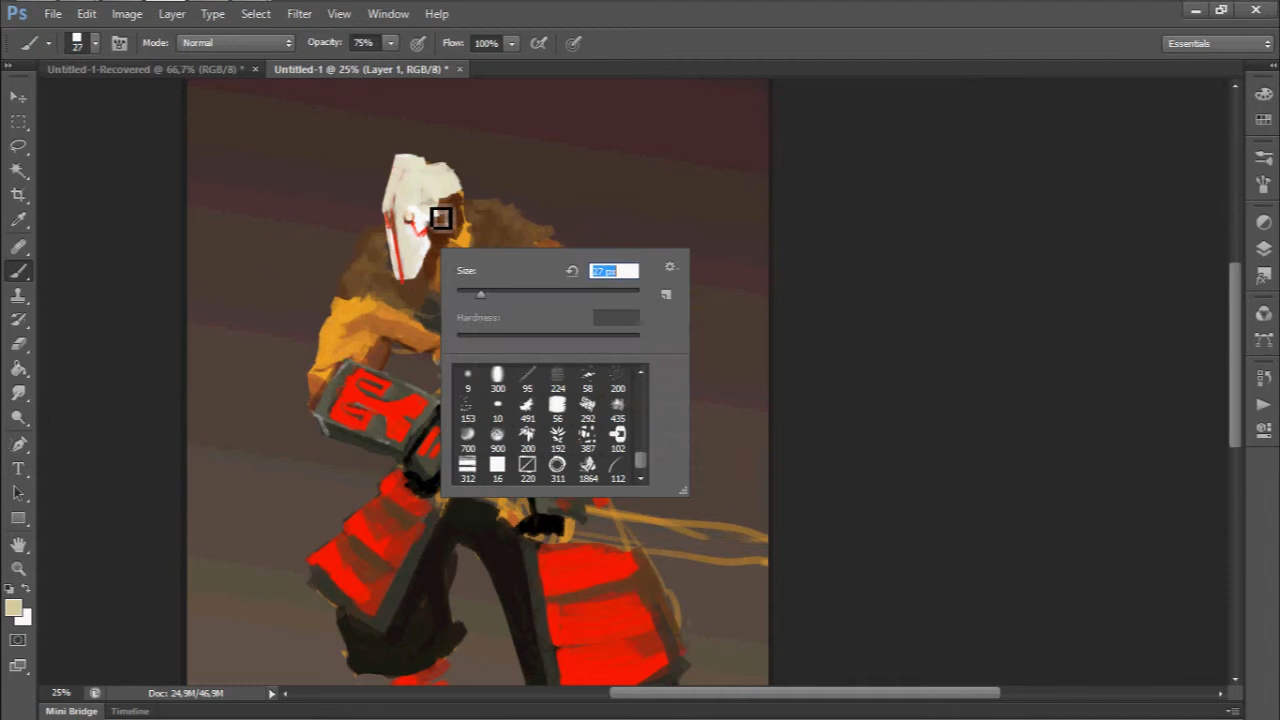 Ps File Edit Image Layer Type Select Filter View Window Help
27 Mode: Normal Opacity: 75% Flow: 100% Essentials
Untitled-1-Recovered @ 66,7% (RGB/8) * × Untitled-1 @ 25% (Layer 1, RGB/8) * ×
Size: 27 px
Hardness:
9 300 95 224 58 200
153 10 491 56 292 435
700 900 200 192 387 102
312 16 220 311 1864 112
25% Doc: 24,9M/46,9M
Mini Bridge Timeline